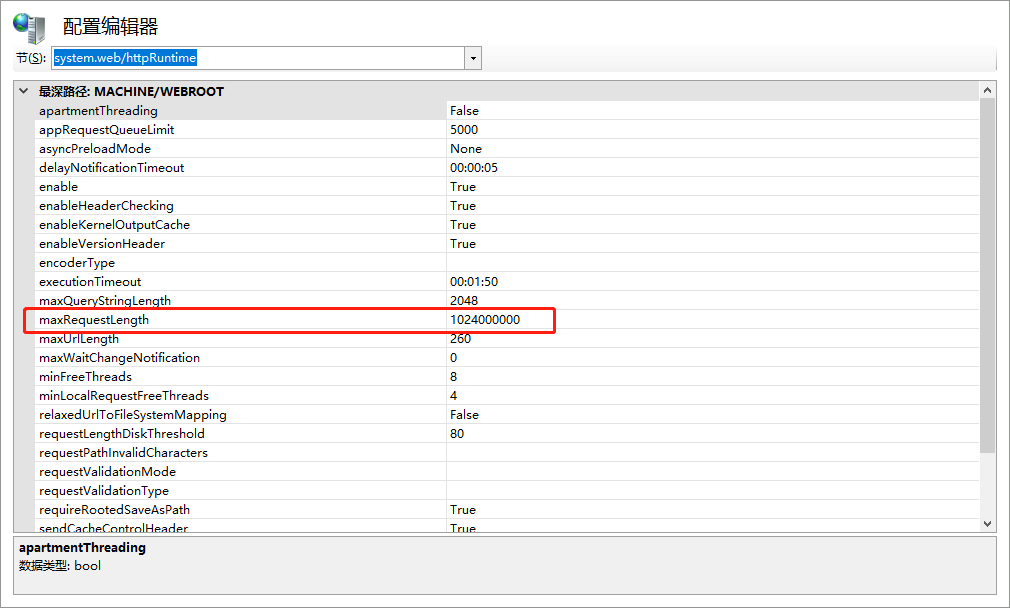 配置编辑器
节(S): system.web/httpRuntime
最深路径: MACHINE/WEBROOT
apartmentThreading False
appRequestQueueLimit 5000
asyncPreloadMode None
delayNotificationTimeout 00:00:05
enable True
enableHeaderChecking True
enableKernelOutputCache True
enableVersionHeader True
encoderType
executionTimeout 00:01:50
maxQueryStringLength 2048
maxRequestLength 1024000000
maxUrlLength 260
maxWaitChangeNotification 0
minFreeThreads 8
minLocalRequestFreeThreads 4
relaxedUrlToFileSystemMapping False
requestLengthDiskThreshold 80
requestPathInvalidCharacters
requestValidationMode
requestValidationType
requireRootedSaveAsPath True
sendCacheControlHeader True
apartmentThreading
数据类型: bool